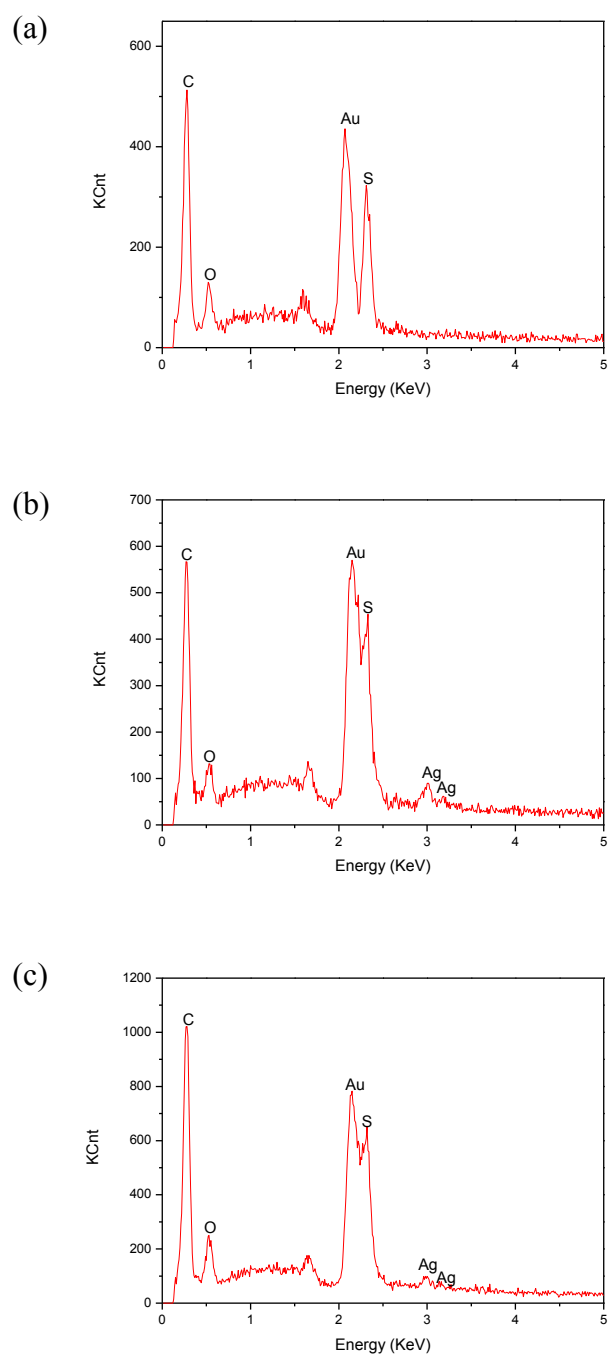 (a)
600
C
Au
400
S
KCnt
200
O
0
0 1 2 3 4 5
Energy (KeV)
(b)
700
600
C
Au
500
S
400
KCnt
300
200
O
Ag
Ag
100
0
0 1 2 3 4 5
Energy (KeV)
(c)
1200
C
1000
Au
800
S
600
KCnt
400
O
200
Ag
Ag
0
0 1 2 3 4 5
Energy (KeV)